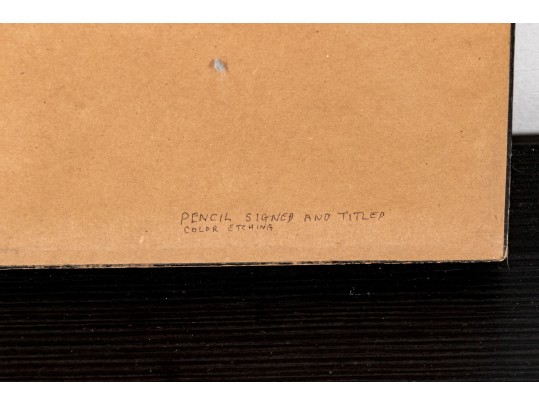 PENCIL SIGNED AND TITLED
COLOR ETCHING